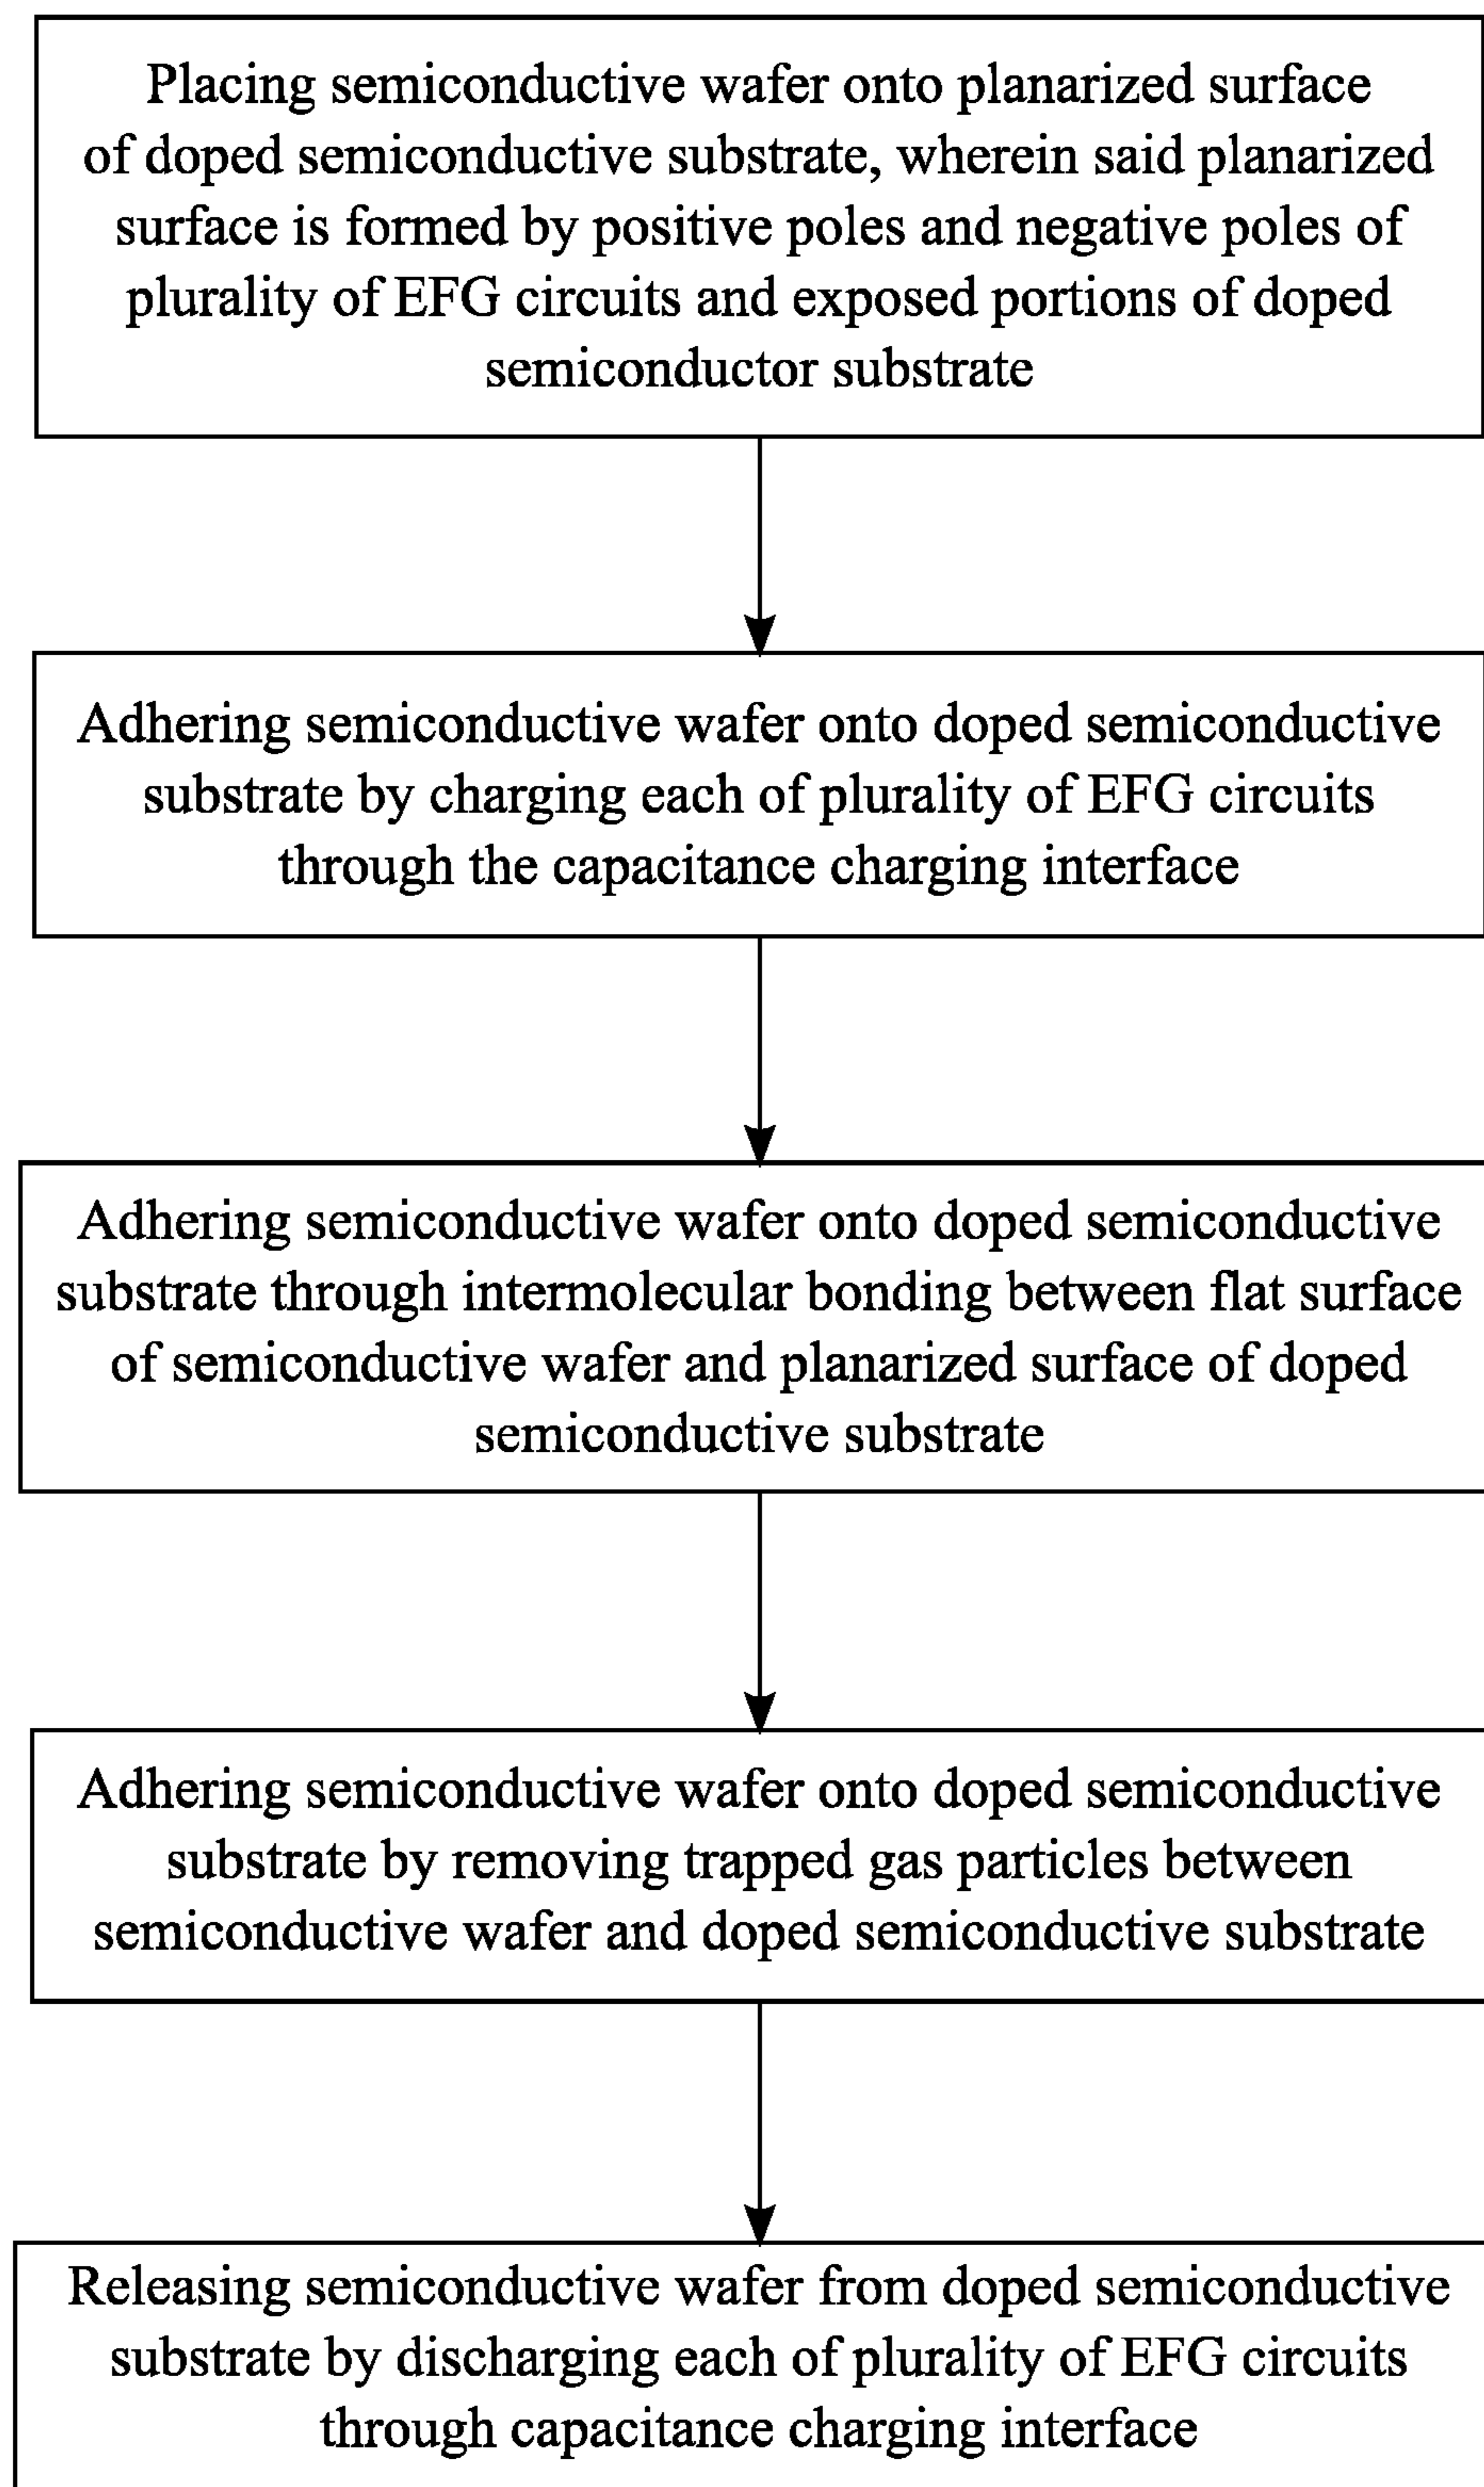 Placing semiconductive wafer onto planarized surface
of doped semiconductive substrate, wherein said planarized
surface is formed by positive poles and negative poles of
plurality of EFG circuits and exposed portions of doped
semiconductor substrate
Adhering semiconductive wafer onto doped semiconductive
substrate by charging each of plurality of EFG circuits
through the capacitance charging interface
Adhering semiconductive wafer onto doped semiconductive
substrate through intermolecular bonding between flat surface
of semiconductive wafer and planarized surface of doped
semiconductive substrate
Adhering semiconductive wafer onto doped semiconductive
substrate by removing trapped gas particles between
semiconductive wafer and doped semiconductive substrate
Releasing semiconductive wafer from doped semiconductive
substrate by discharging each of plurality of EFG circuits
through capacitance charging interface